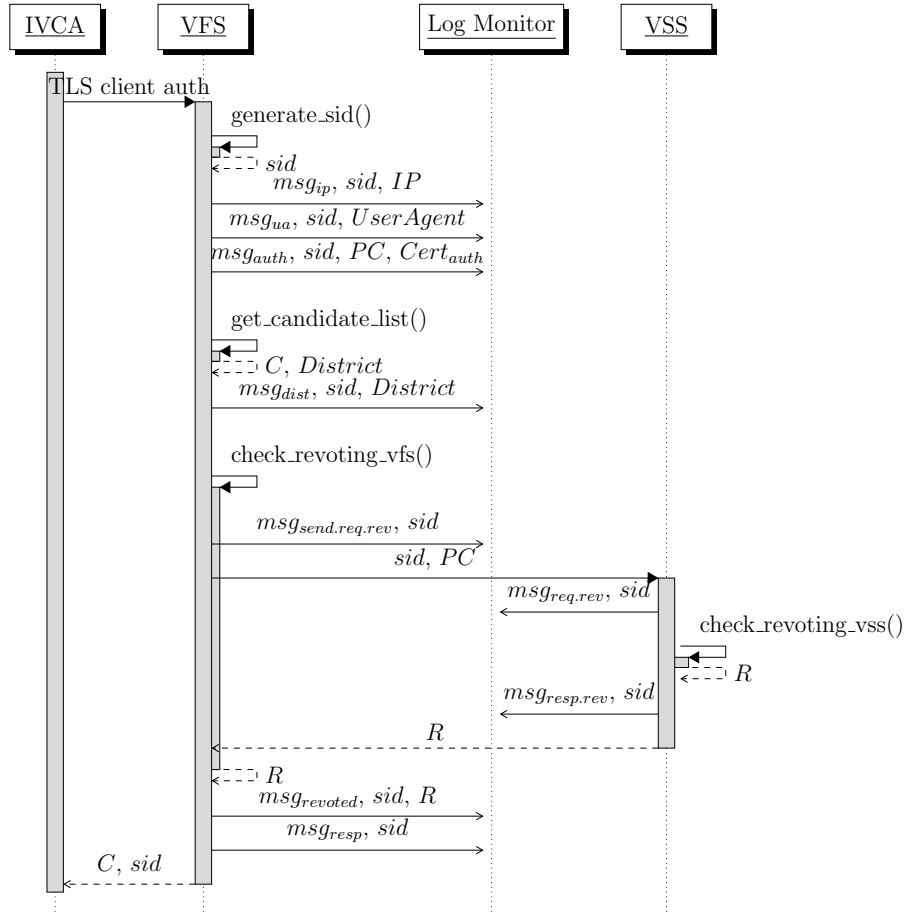 IVCA VFS Log Monitor VSS
TLS client auth
generate_sid()
sid
msg_ip, sid, IP
msg_ua, sid, UserAgent
msg_auth, sid, PC, Cert_auth
get_candidate_list()
C, District
msg_dist, sid, District
check_revoting_vfs()
msg_send.req.rev, sid
sid, PC
msg_req.rev, sid
check_revoting_vss()
R
msg_resp.rev, sid
R
R
msg_revoted, sid, R
msg_resp, sid
C, sid